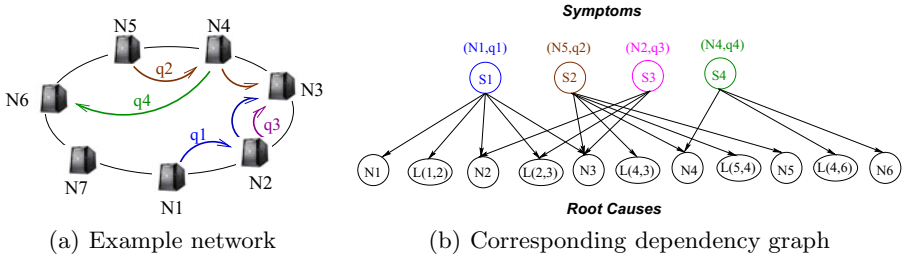 N5
N4
q2
N6
q4
N3
q1
q3
N7
N2
N1
(a) Example network
Symptoms
(N1,q1) (N5,q2) (N2,q3) (N4,q4)
S1 S2 S3 S4
N1 L(1,2) N2 L(2,3) N3 L(4,3) N4 L(5,4) N5 L(4,6) N6
Root Causes
(b) Corresponding dependency graph